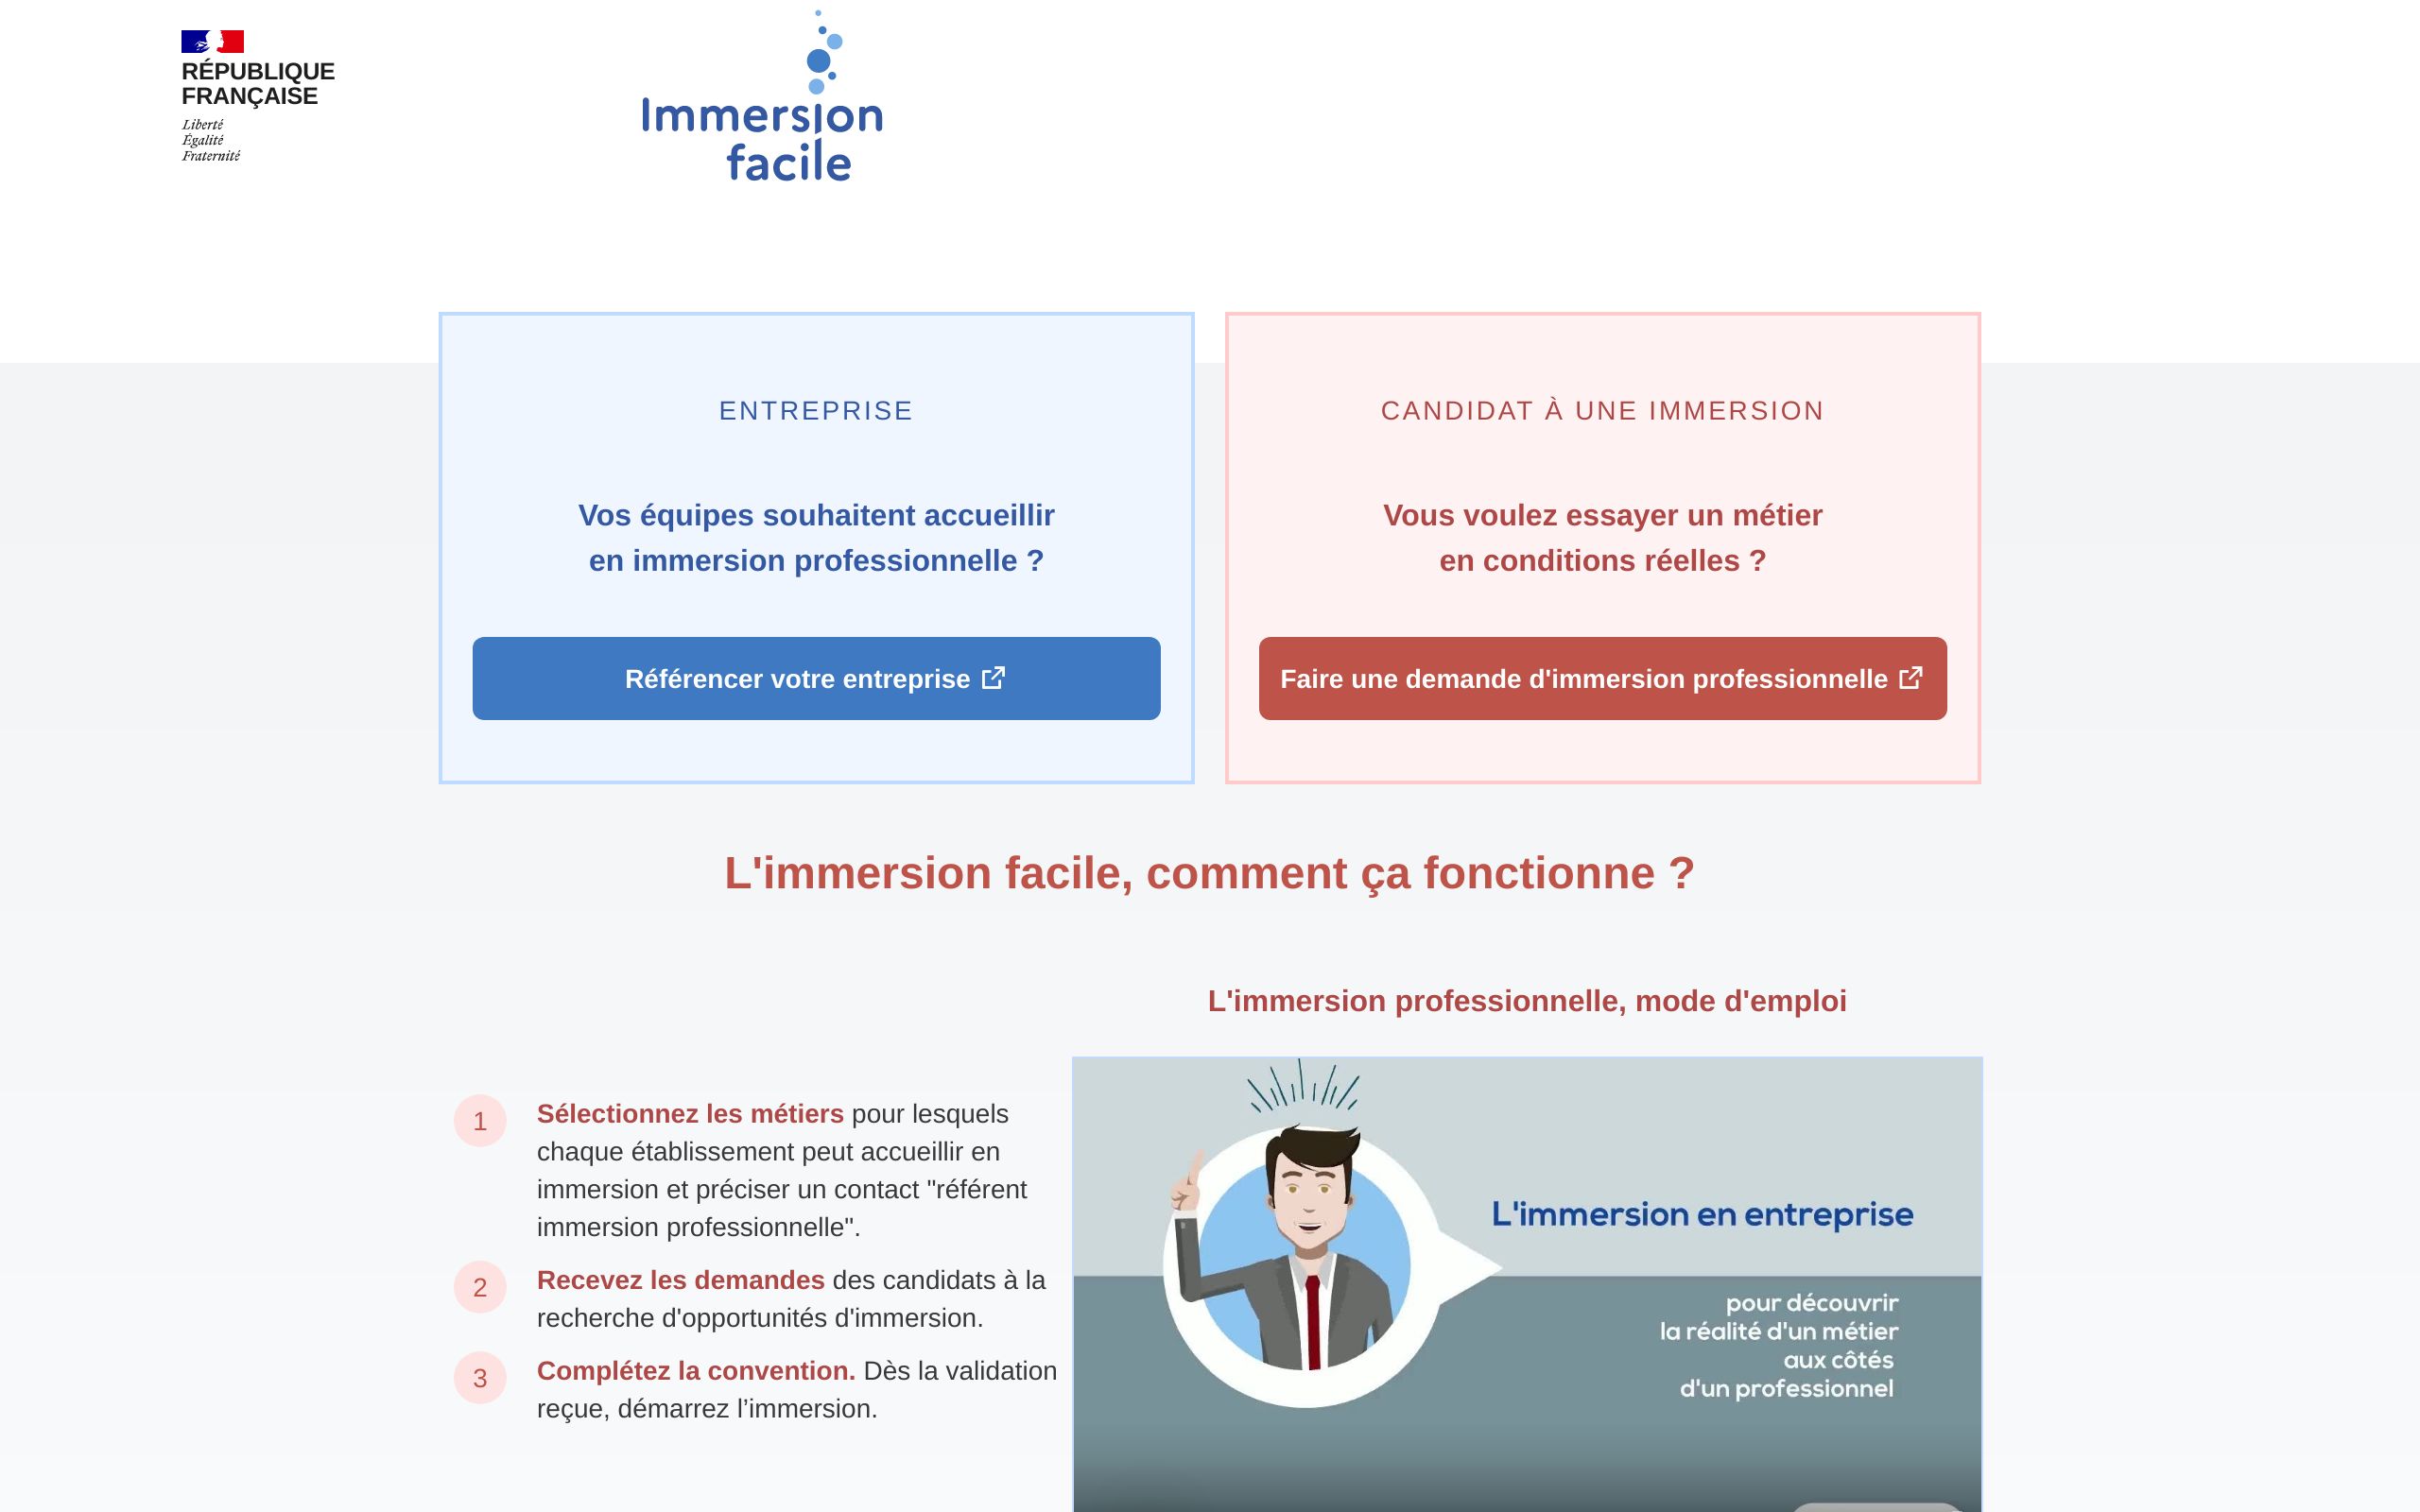 RÉPUBLIQUE
FRANÇAISE
Liberté
Égalité
Fraternité
Immersion
facile
ENTREPRISE
Vos équipes souhaitent accueillir
en immersion professionnelle ?
Référencer votre entreprise
CANDIDAT À UNE IMMERSION
Vous voulez essayer un métier
en conditions réelles ?
Faire une demande d'immersion professionnelle
L'immersion facile, comment ça fonctionne ?
1
Sélectionnez les métiers pour lesquels
chaque établissement peut accueillir en
immersion et préciser un contact "référent
immersion professionnelle".
2
Recevez les demandes des candidats à la
recherche d'opportunités d'immersion.
3
Complétez la convention. Dès la validation
reçue, démarrez l’immersion.
L'immersion professionnelle, mode d'emploi
L'immersion en entreprise
pour découvrir
la réalité d'un métier
aux côtés
d'un professionnel